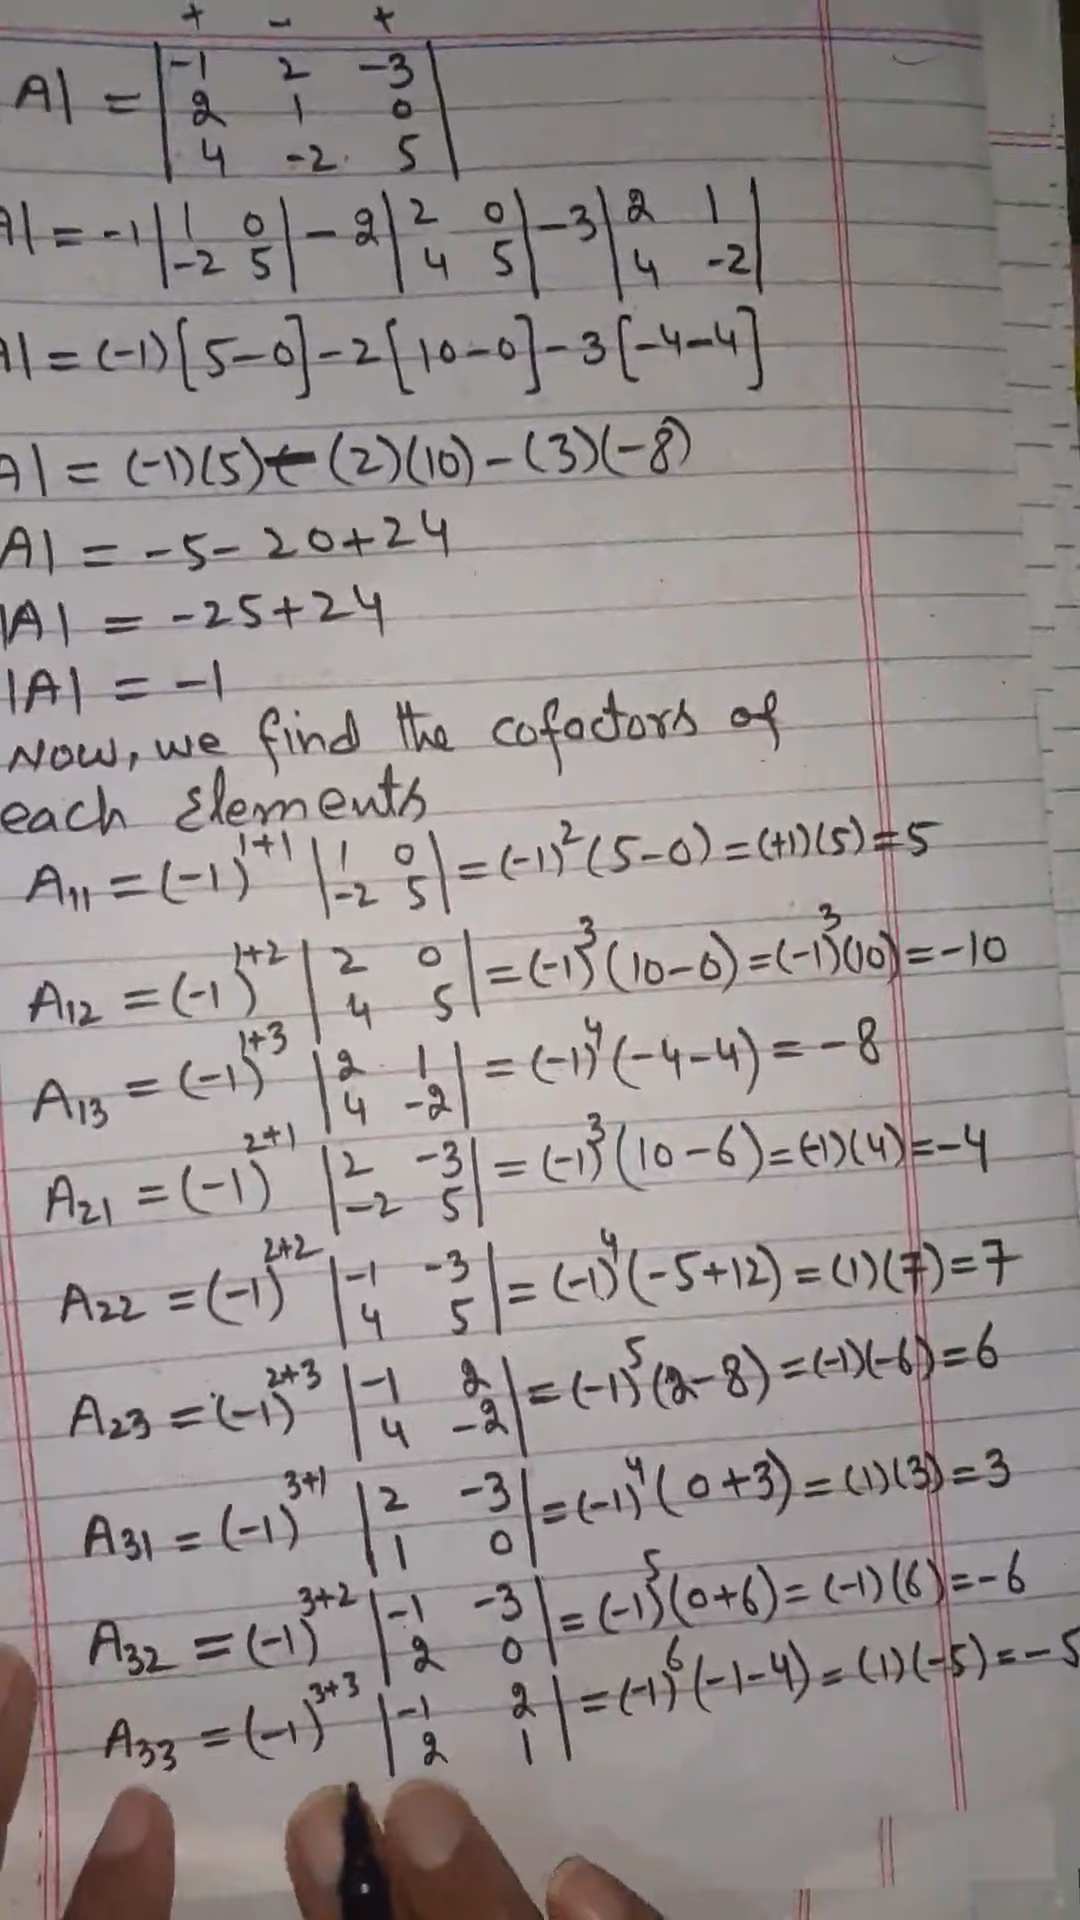 + - +
A| = |-1 2 -3|
|2 1 0|
|4 -2 5|
A| = -1 |1 0| - 2 |2 0| - 3 |2 1|
|-2 5| |4 5| |4 -2|
A| = (-1)[5-0]-2[10-0]-3[-4-4]
A| = (-1)(5) - (2)(10) - (3)(-8)
A| = -5-20+24
|A| = -25+24
|A| = -1
Now, we find the cofactors of
each Elements
A₁₁ = (-1)¹⁺¹ |1 0| = (-1)²(5-0) = (+1)(5) = 5
|-2 5|
A₁₂ = (-1)¹⁺² |2 0| = (-1)³(10-0) = (-1)³(10) = -10
|4 5|
A₁₃ = (-1)¹⁺³ |2 1| = (-1)⁴(-4-4) = -8
|4 -2|
A₂₁ = (-1)²⁺¹ |2 -3| = (-1)³(10-6) = (-1)(4) = -4
|-2 5|
A₂₂ = (-1)²⁺² |-1 -3| = (-1)⁴(-5+12) = (1)(7) = 7
|4 5|
A₂₃ = (-1)²⁺³ |-1 2| = (-1)⁵(2-8) = (-1)(-6) = 6
|4 -2|
A₃₁ = (-1)³⁺¹ |2 -3| = (-1)⁴(0+3) = (1)(3) = 3
|1 0|
A₃₂ = (-1)³⁺² |-1 -3| = (-1)⁵(0+6) = (-1)(6) = -6
|2 0|
A₃₃ = (-1)³⁺³ |-1 2| = (-1)⁶(-1-4) = (1)(-5) = -5
|2 1|